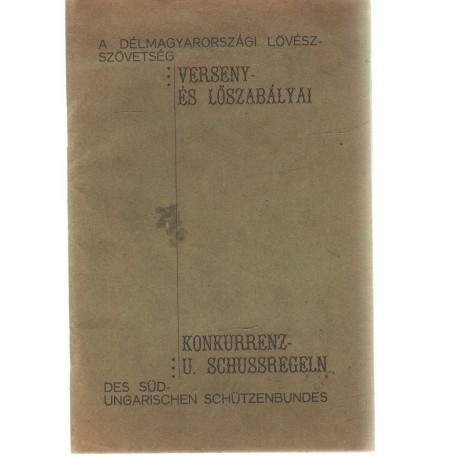 A DÉLMAGYARORSZÁGI LÖVÉSZ-
SZÖVETSÉG
VERSENY-
ÉS LŐSZABÁLYAI
KONKURRENZ-
U. SCHUSSREGELN
DES SÜD-
UNGARISCHEN SCHÜTZENBUNDES